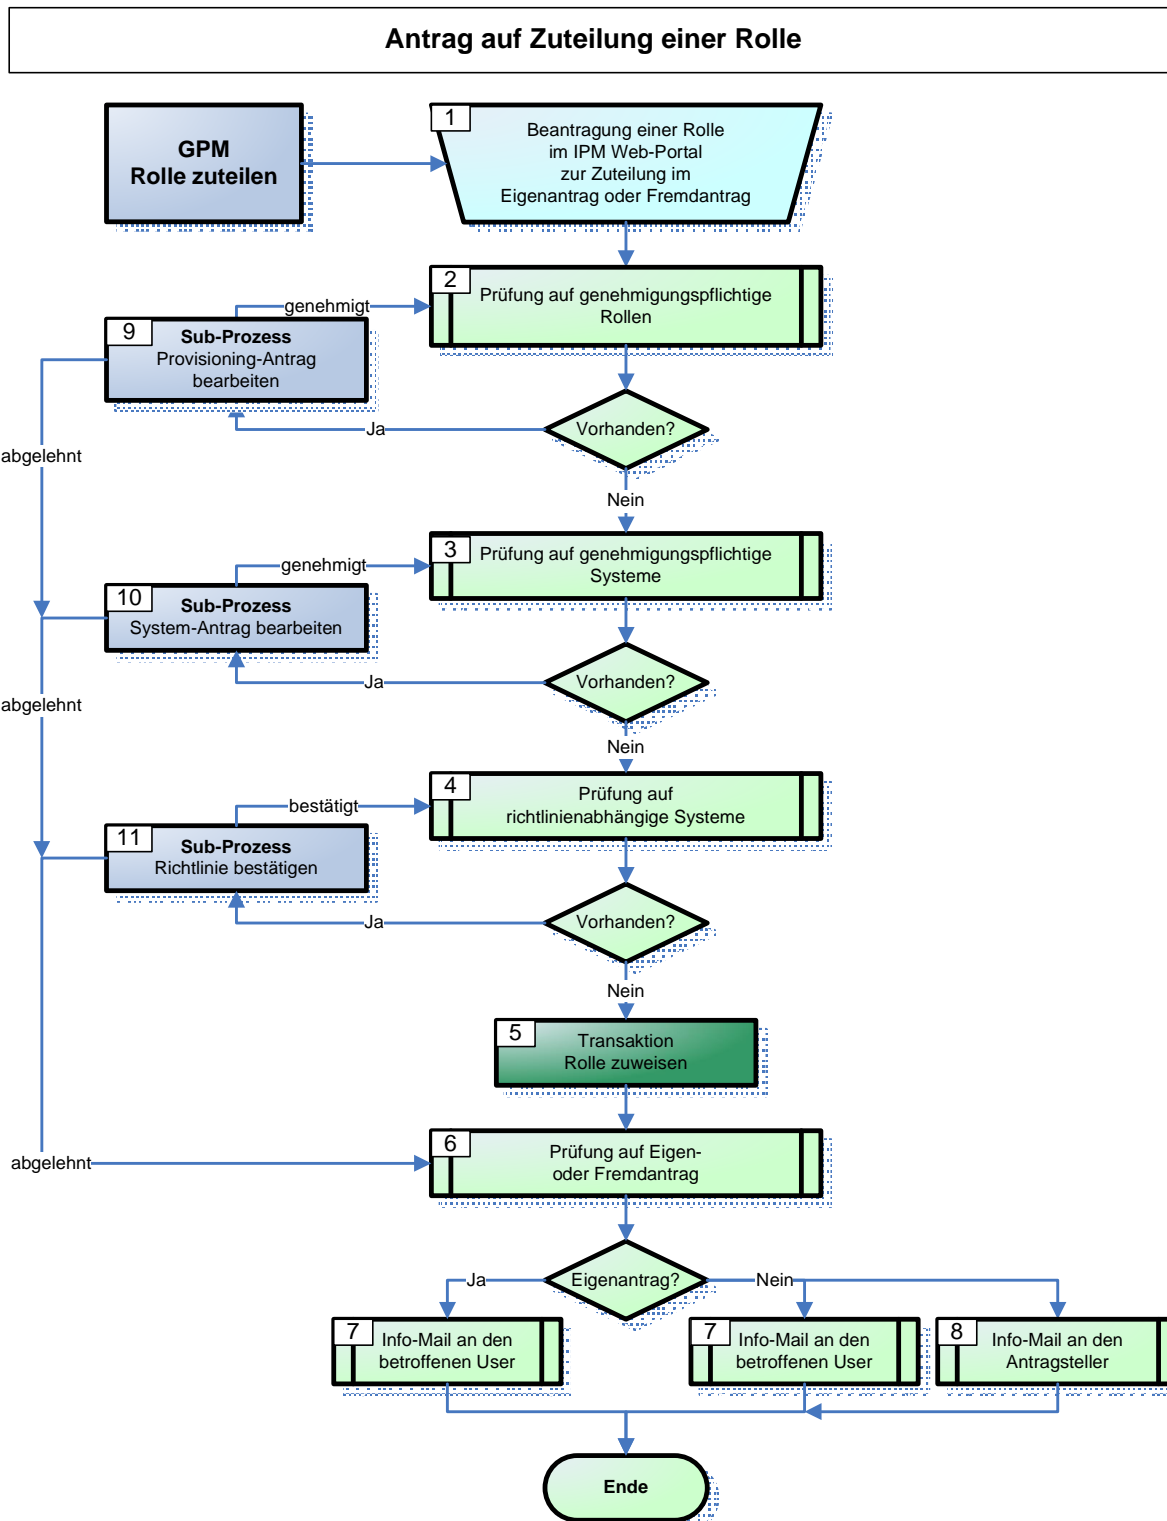 Antrag auf Zuteilung einer Rolle
GPM
Rolle zuteilen
1
Beantragung einer Rolle
im IPM Web-Portal
zur Zuteilung im
Eigenantrag oder Fremdantrag
2
Prüfung auf genehmigungspflichtige
Rollen
genehmigt
9
Sub-Prozess
Provisioning-Antrag
bearbeiten
Vorhanden?
Ja
abgelehnt
Nein
3
Prüfung auf genehmigungspflichtige
Systeme
genehmigt
10
Sub-Prozess
System-Antrag bearbeiten
Vorhanden?
Ja
abgelehnt
Nein
4
Prüfung auf
richtlinienabhängige Systeme
bestätigt
11
Sub-Prozess
Richtlinie bestätigen
Vorhanden?
Ja
Nein
5
Transaktion
Rolle zuweisen
6
Prüfung auf Eigen-
oder Fremdantrag
abgelehnt
Eigenantrag?
Ja
Nein
7
Info-Mail an den
betroffenen User
7
Info-Mail an den
betroffenen User
8
Info-Mail an den
Antragsteller
Ende